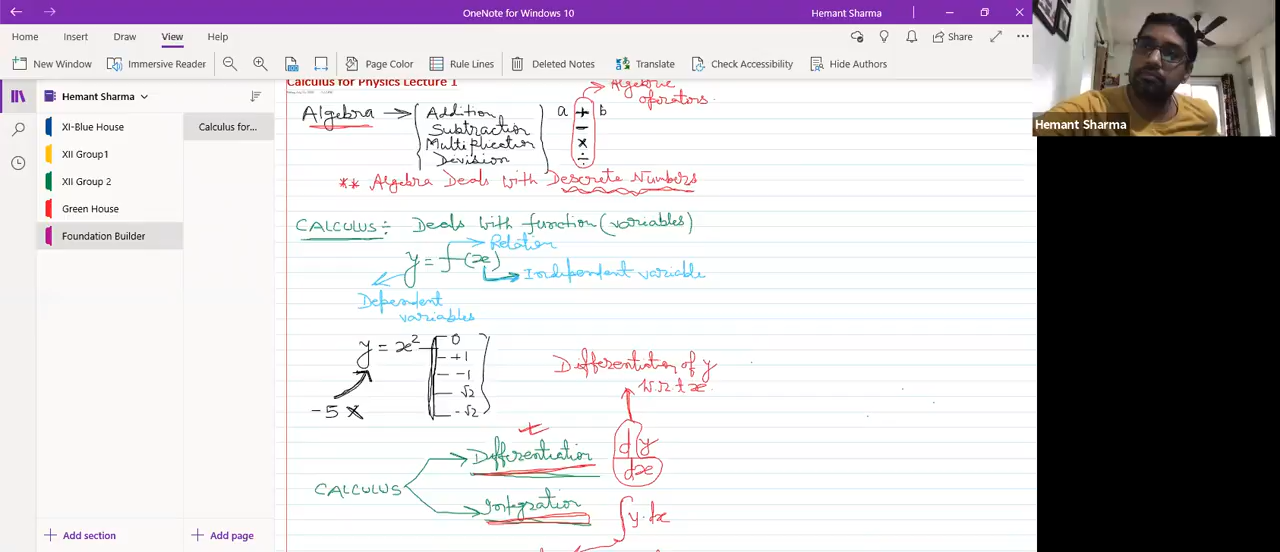 OneNote for Windows 10
Hemant Sharma
Home Insert Draw View Help
Share
New Window Immersive Reader Page Color Rule Lines Deleted Notes Translate Check Accessibility Hide Authors
Hemant Sharma
XI-Blue House
XII Group1
XII Group 2
Green House
Foundation Builder
Add section
Calculus for...
Add page
Calculus for Physics Lecture 1
Algebraic
operators.
Algebra → Addition a + b
Subtraction −
Multiplication ×
Devision ÷
** Algebra Deals with Descrete Numbers
CALCULUS ÷ Deals with function (variables)
Relation
y = f(x)
Independent variable
Dependent
variables
y = x² 0
+1
-1
√2
-√2
-5 ×
Differentiation of y
w.r.t x
CALCULUS
Differentiation
dy
dx
Integration
∫y.dx
Hemant Sharma